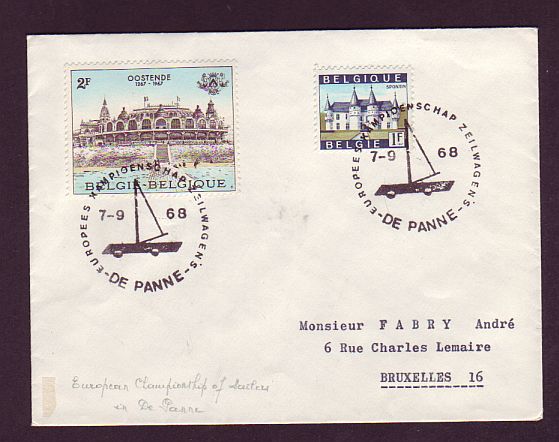 2F
OOSTENDE
1267-1967
BELGIË-BELGIQUE
BELGIQUE
SPONTIN
1F
BELGIE
-EUROPEES KAMPIOENSCHAP ZEILWAGENS-
7-9 68
DE PANNE
-EUROPEES KAMPIOENSCHAP ZEILWAGENS-
7-9 68
DE PANNE
Monsieur FABRY André
6 Rue Charles Lemaire
BRUXELLES 16
European Championship of Sailers
in De Panne